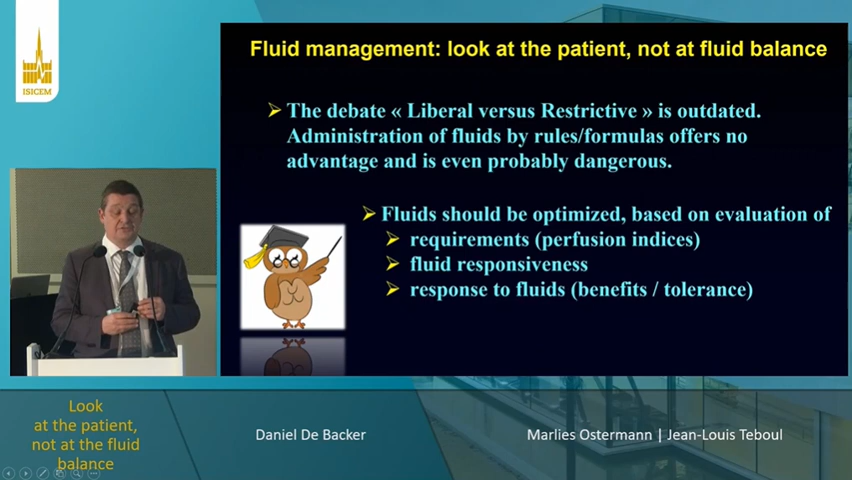 ISICEM
Fluid management: look at the patient, not at fluid balance
➢ The debate « Liberal versus Restrictive » is outdated.
Administration of fluids by rules/formulas offers no
advantage and is even probably dangerous.
➢ Fluids should be optimized, based on evaluation of
➢ requirements (perfusion indices)
➢ fluid responsiveness
➢ response to fluids (benefits / tolerance)
Look
at the patient,
not at the fluid
balance
Daniel De Backer
Marlies Ostermann | Jean-Louis Teboul